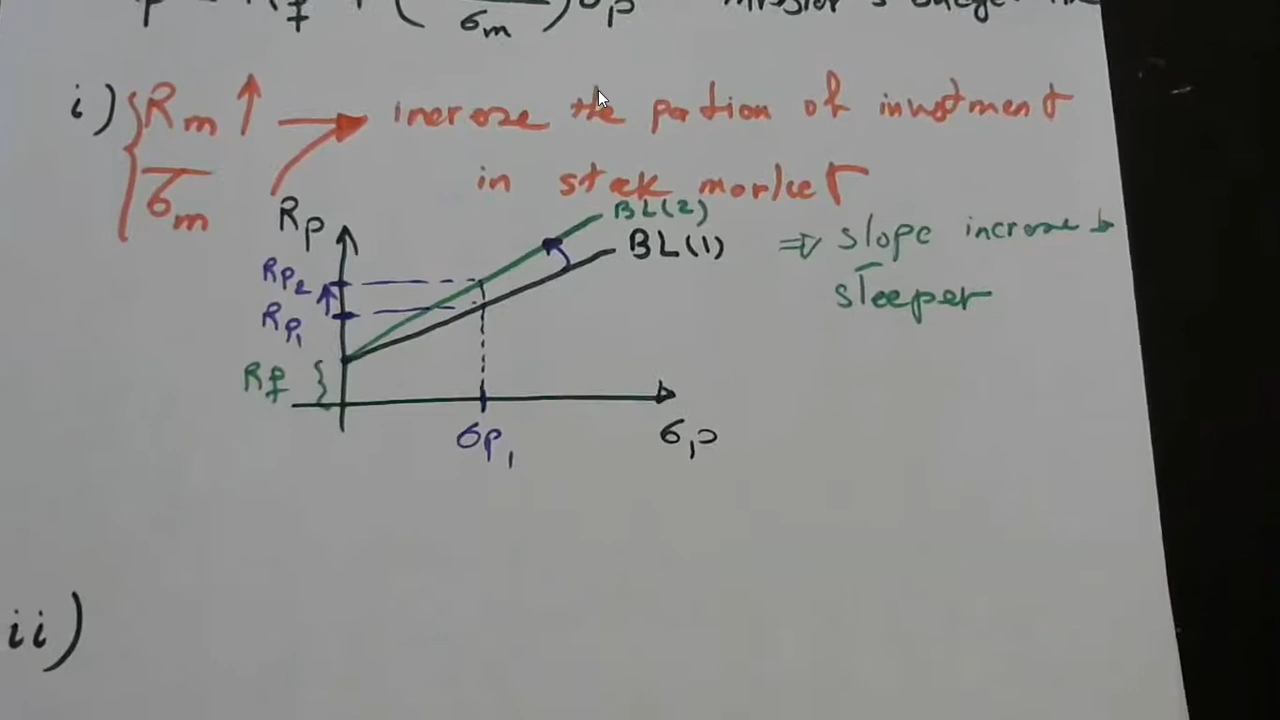 σm ) σp
i) Rm ↑ → increase the portion of investment
σ̅m in stock market
Rp
BL(2)
BL(1) ⇒ slope increase
steeper
Rp2
Rp1
Rf
σp1 σp
ii)